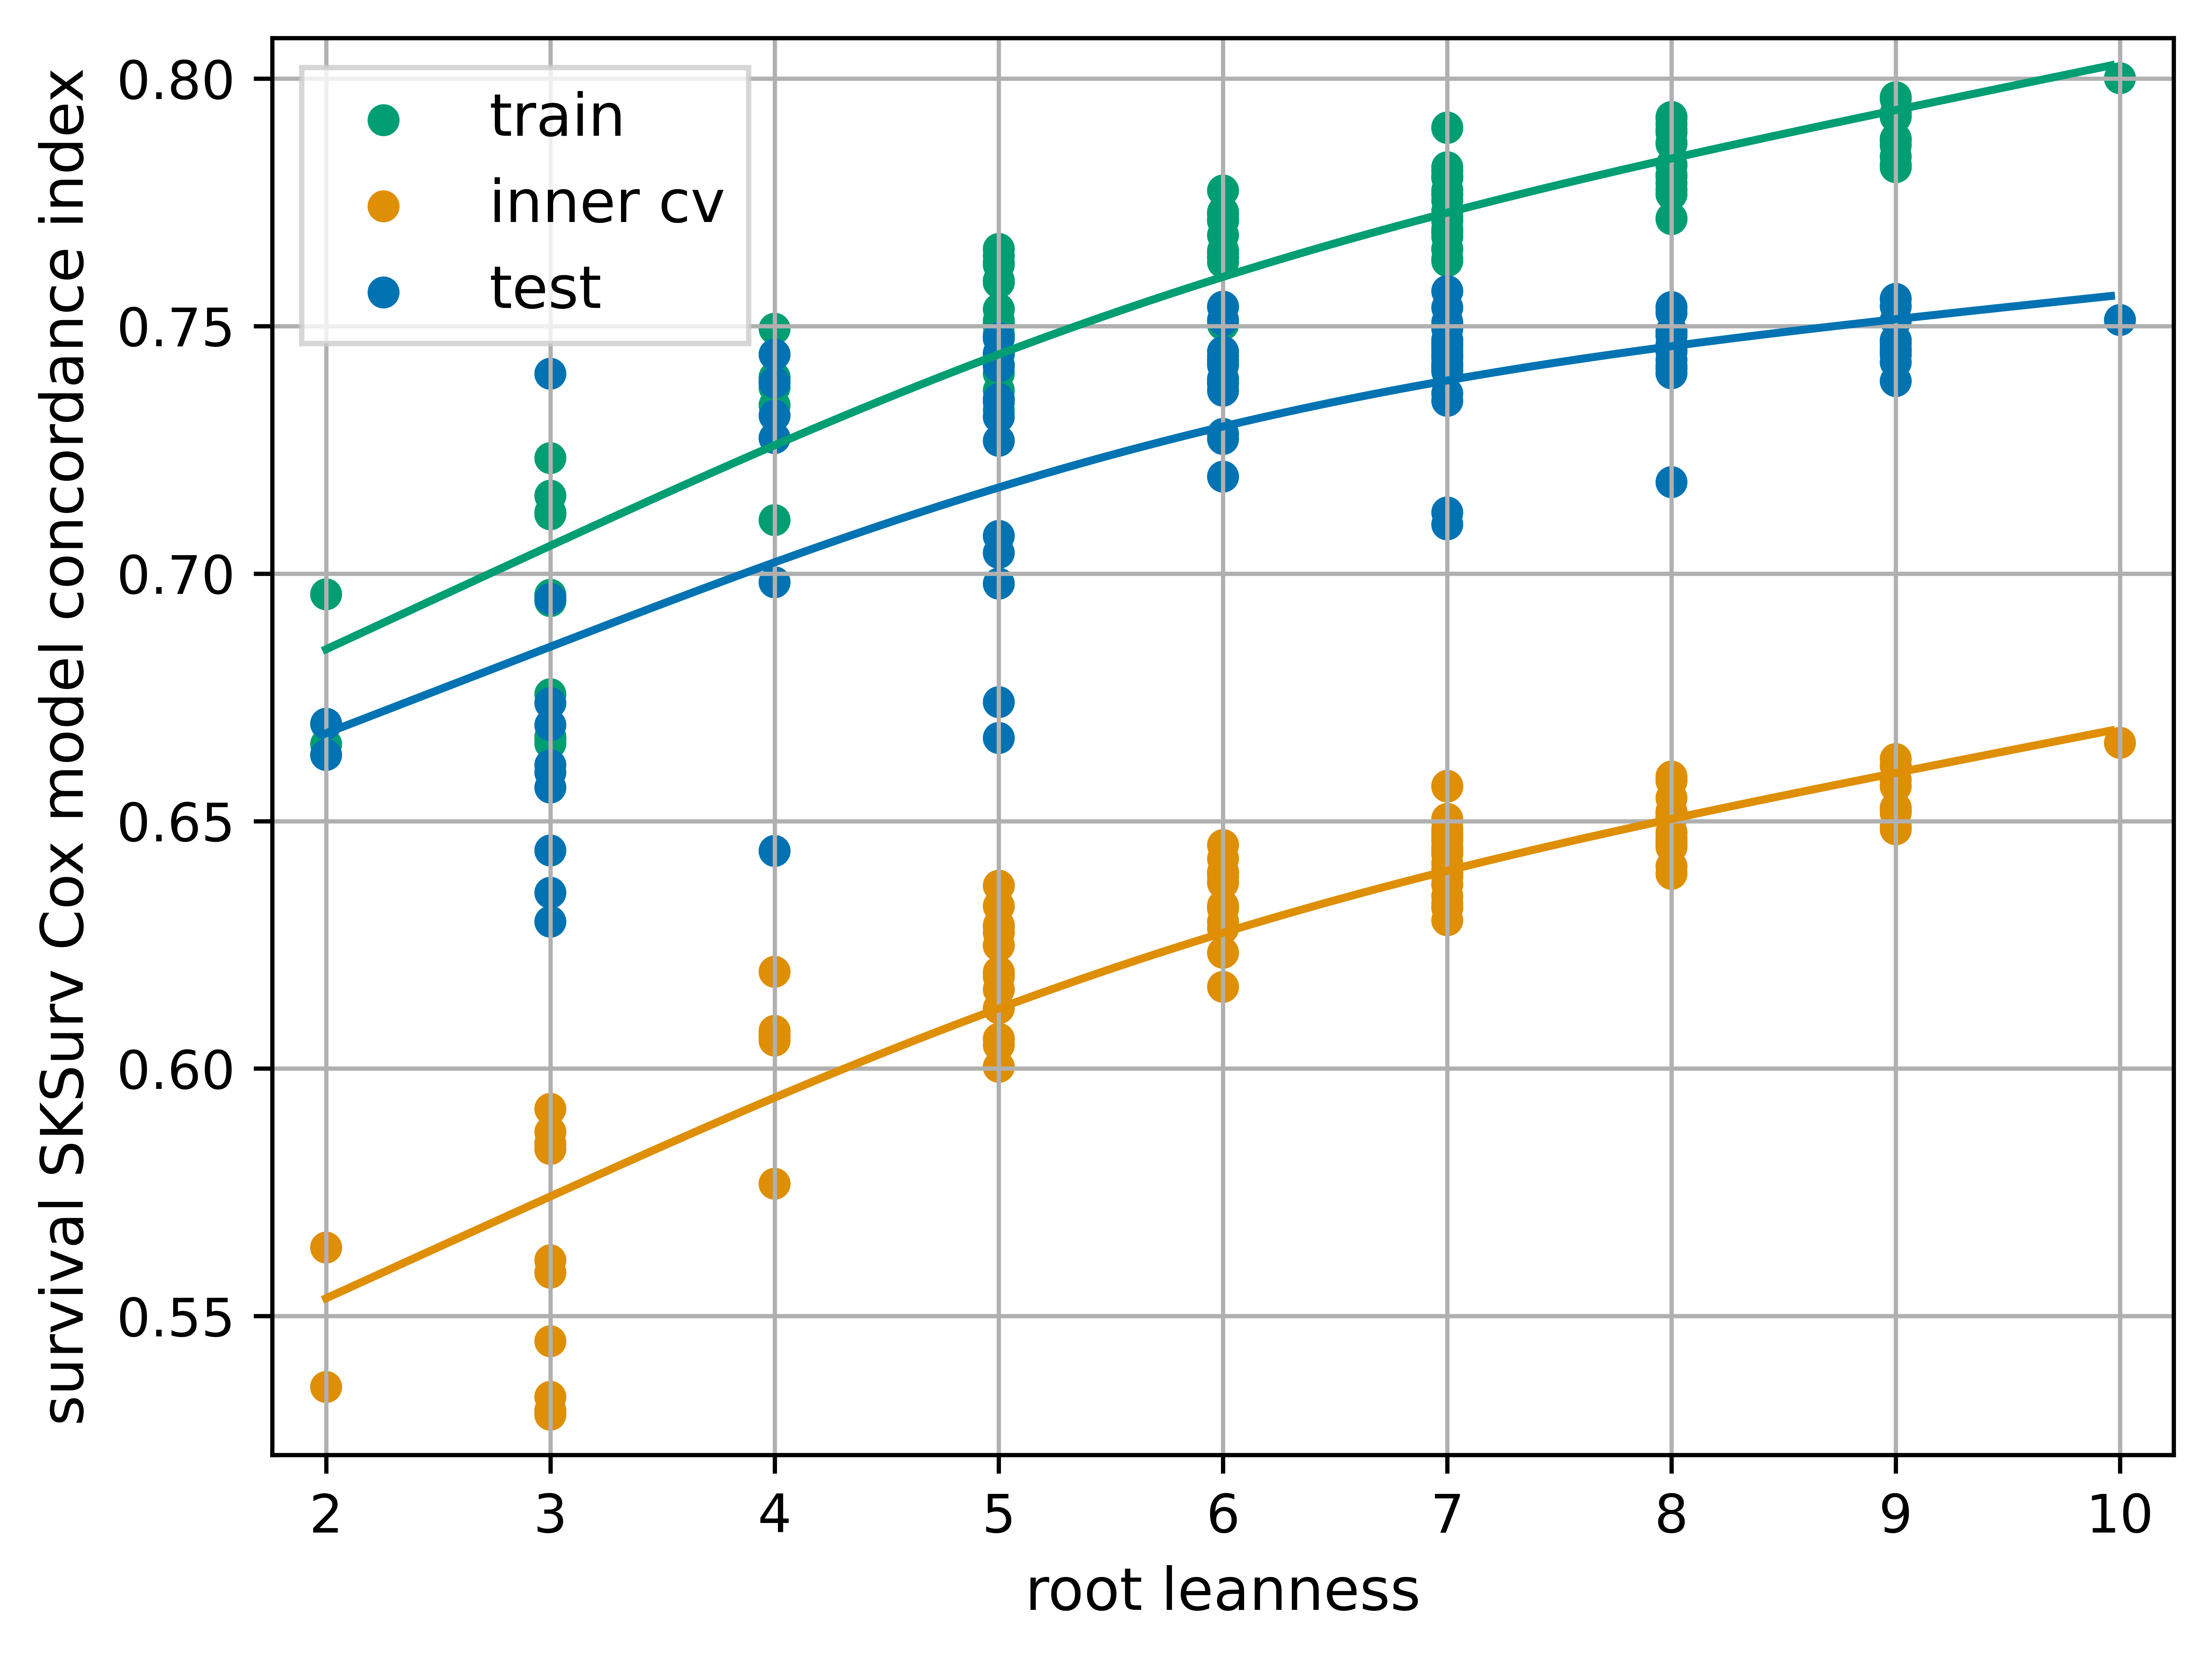 survival SKSurv Cox model concordance index
0.80
0.75
0.70
0.65
0.60
0.55
train
inner cv
test
2 3 4 5 6 7 8 9 10
root leanness